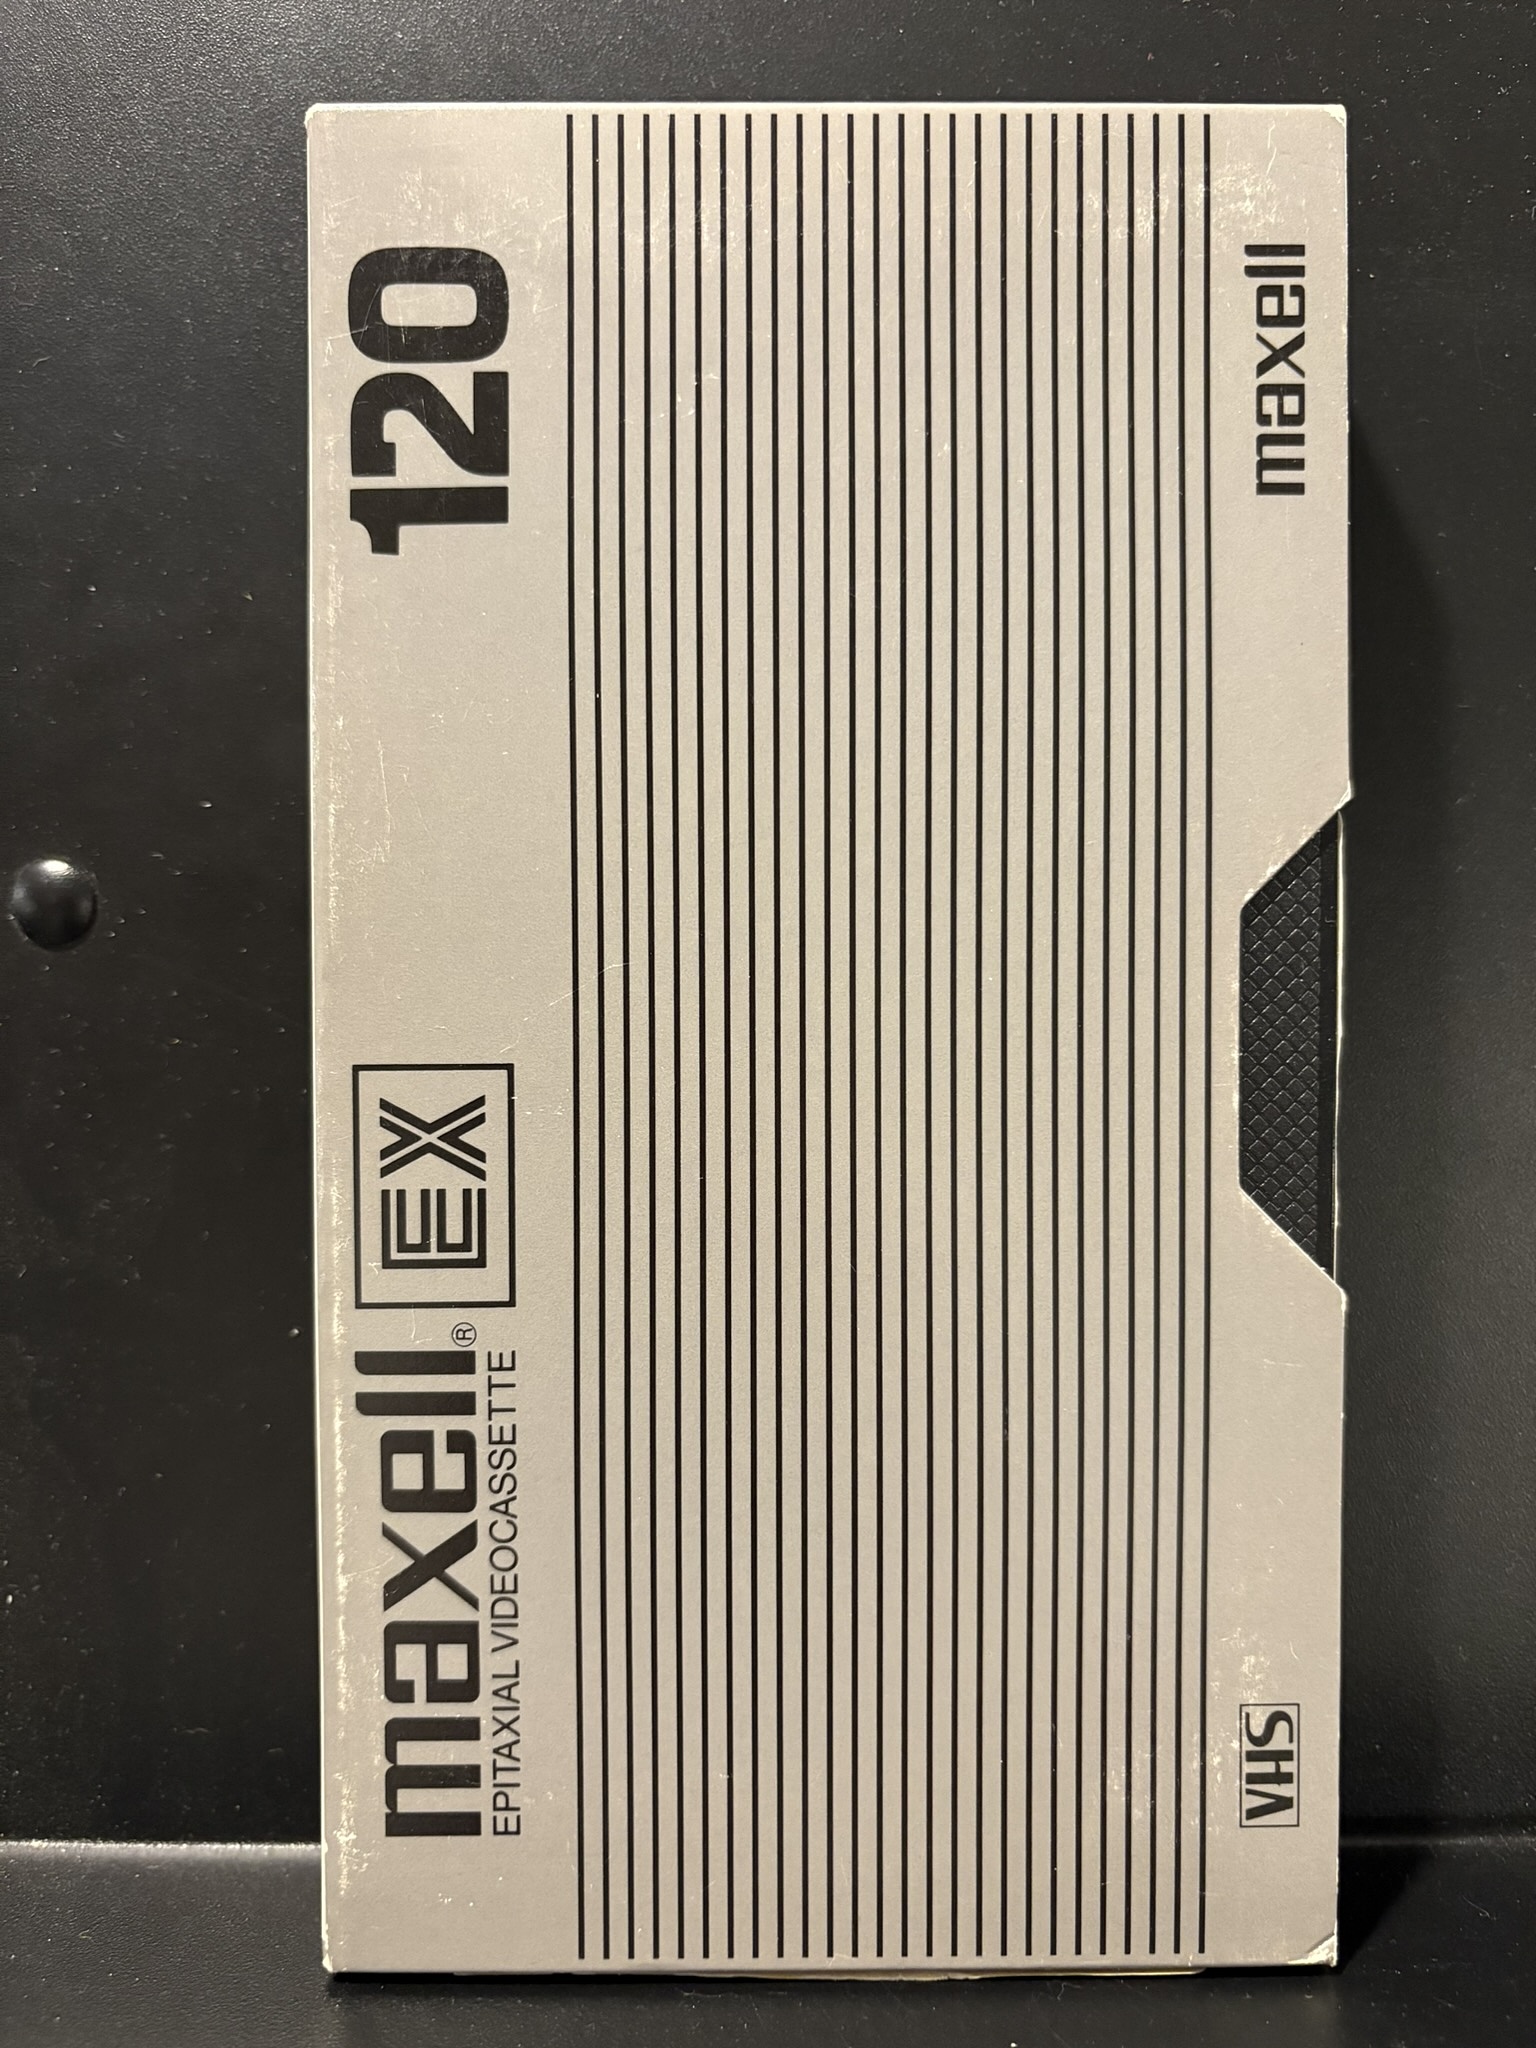 maxell® EX 120
EPITAXIAL VIDEOCASSETTE
VHS maxell